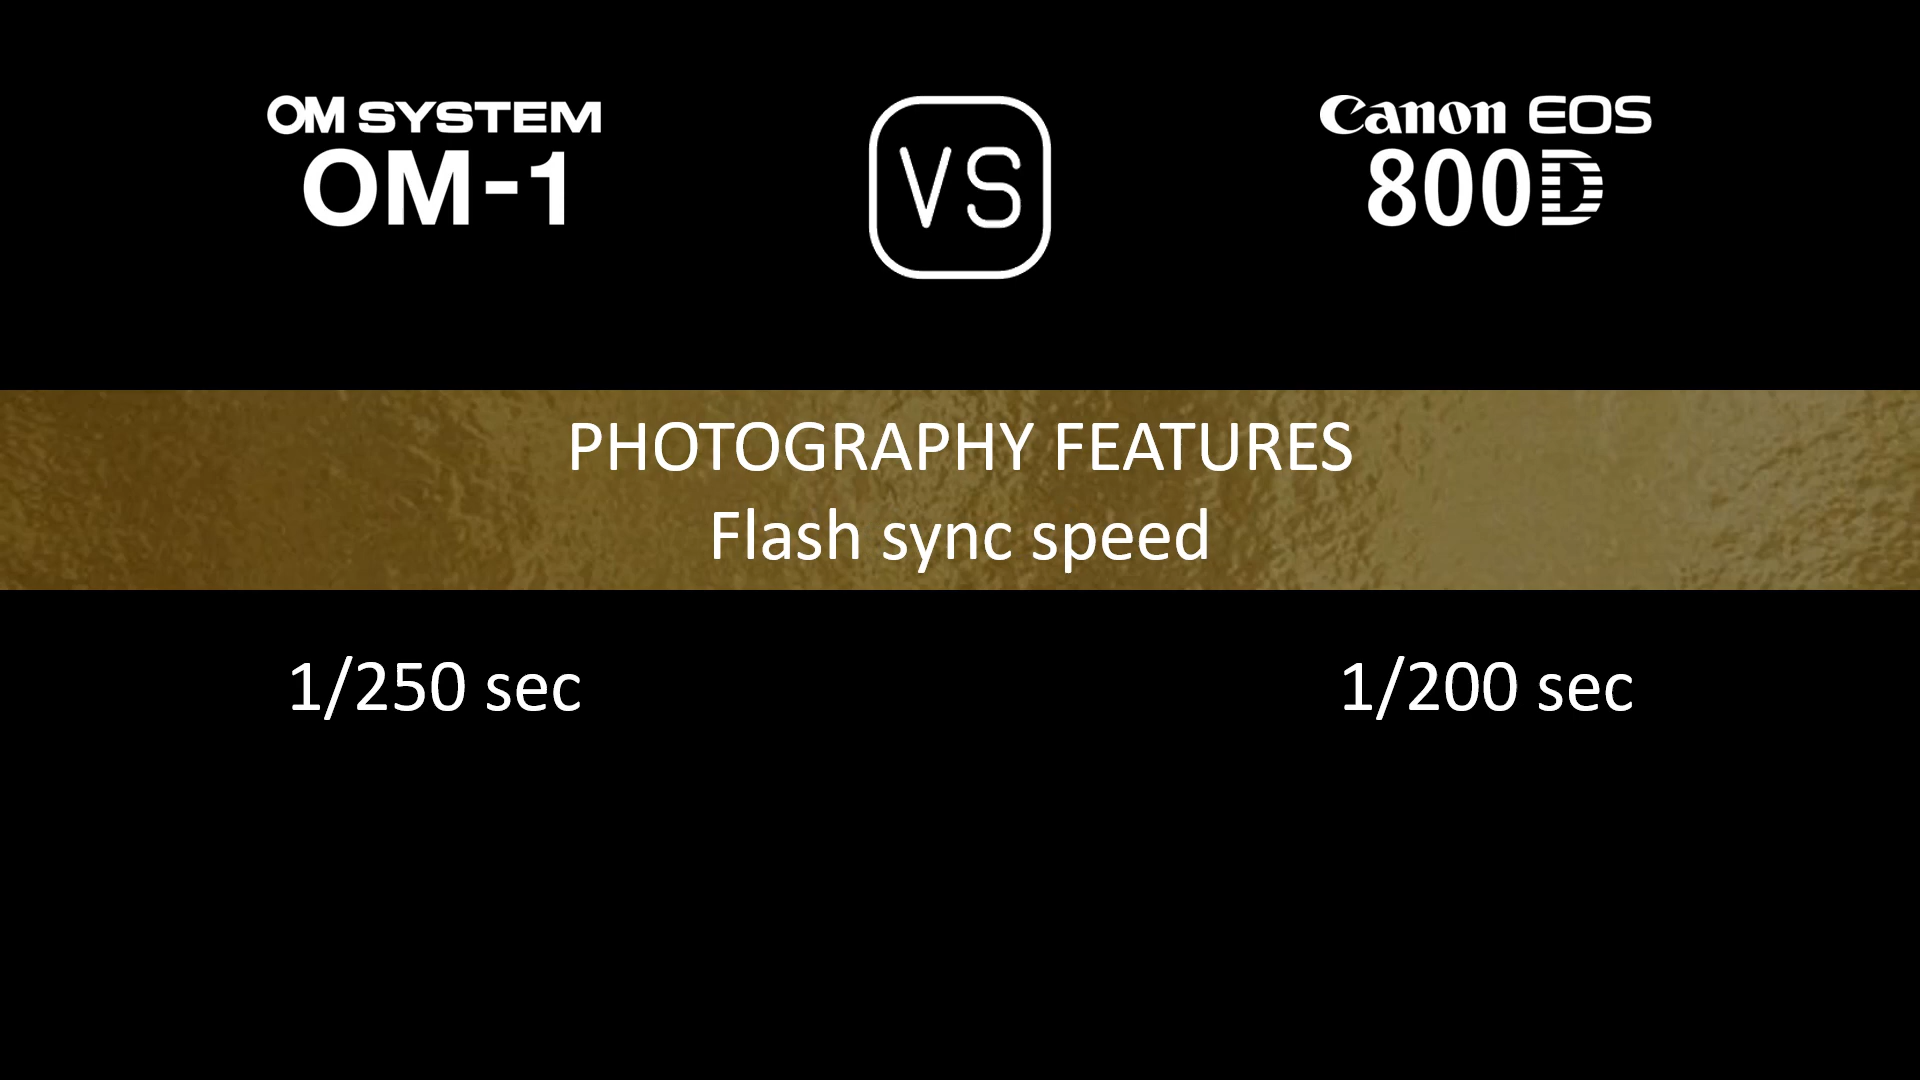 OM SYSTEM
OM-1
VS
Canon EOS
800D
PHOTOGRAPHY FEATURES
Flash sync speed
1/250 sec
1/200 sec